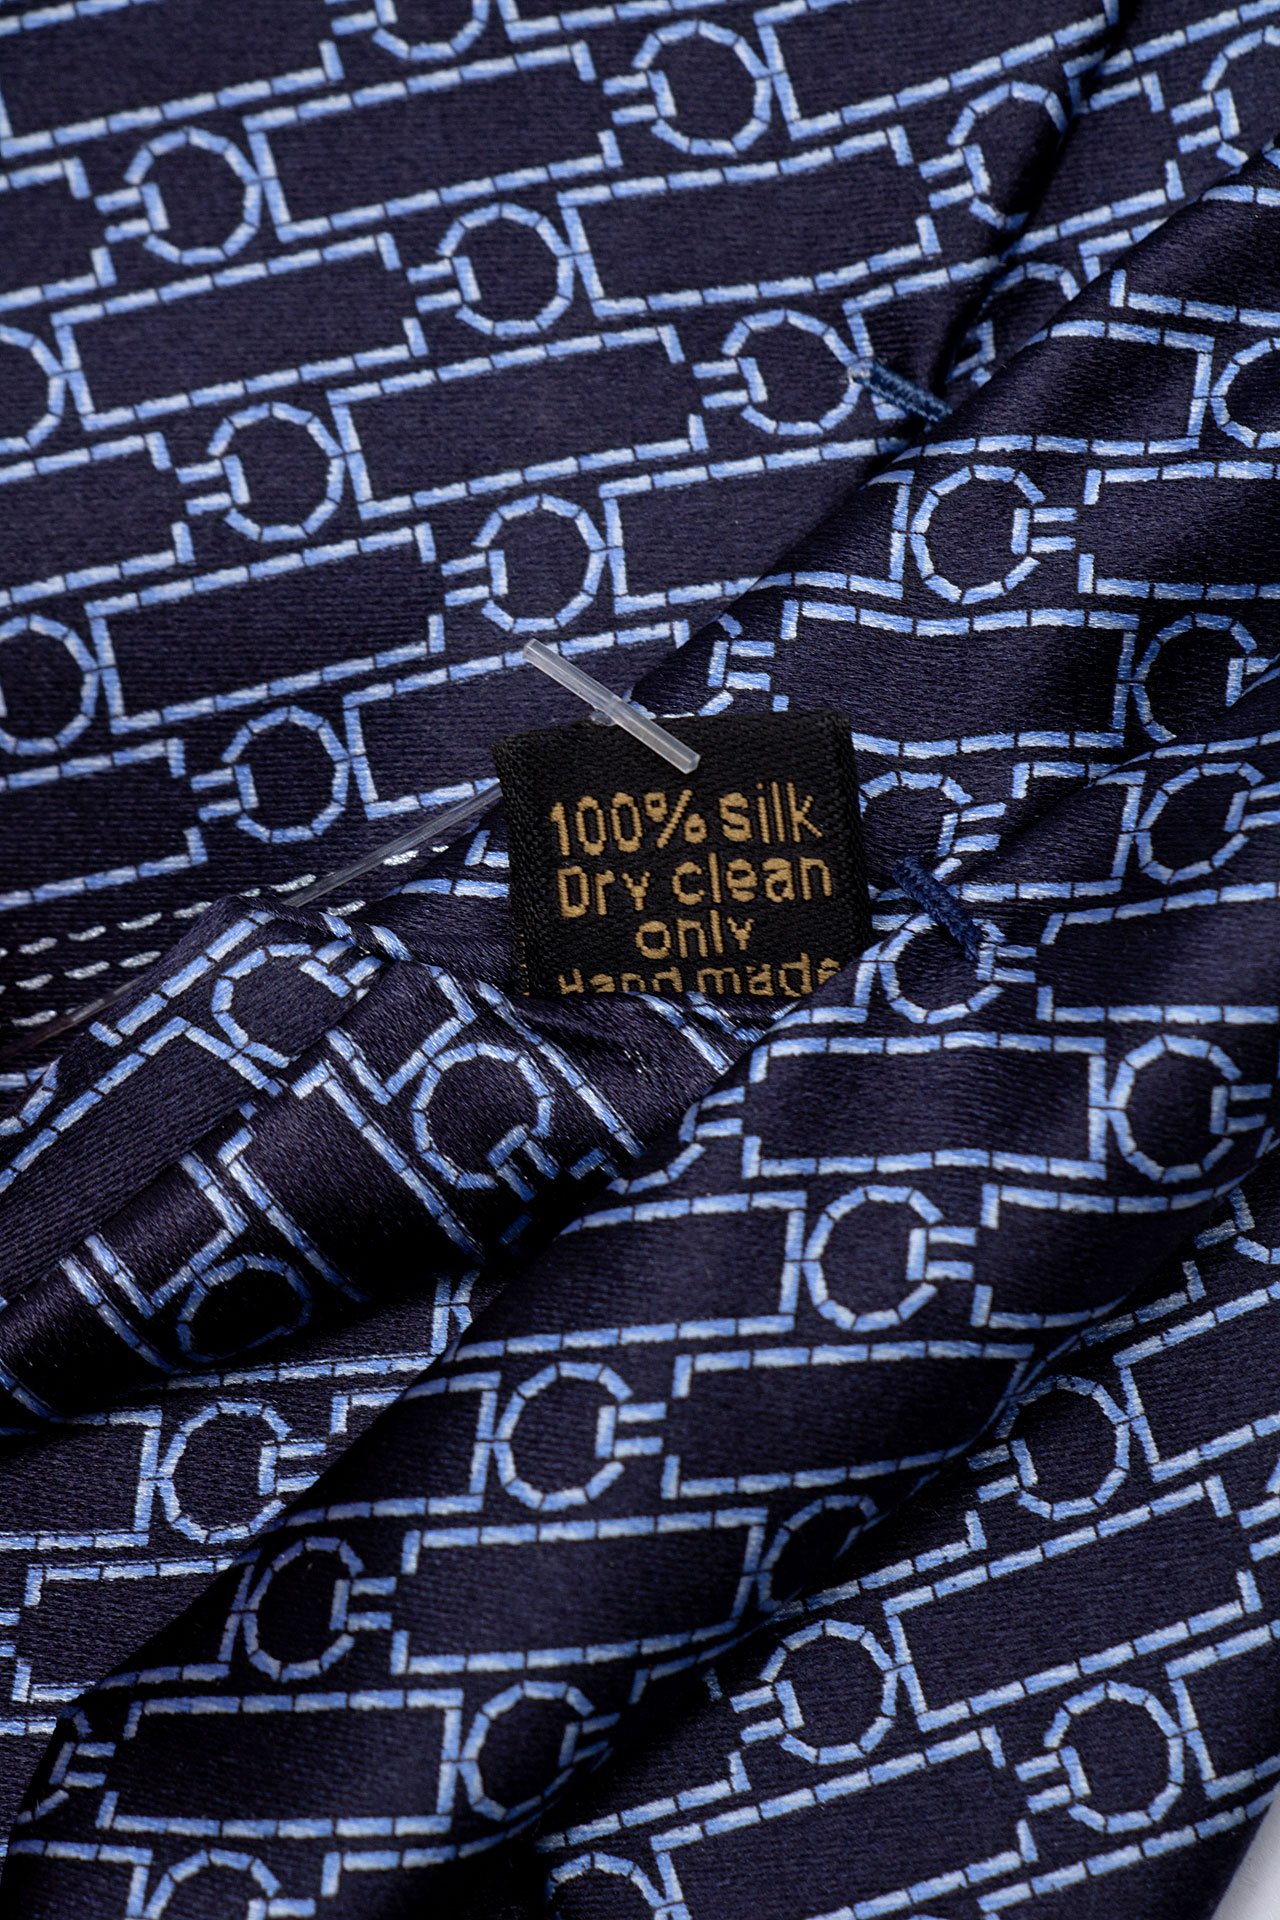 100% silk
Dry clean
only
Hand made